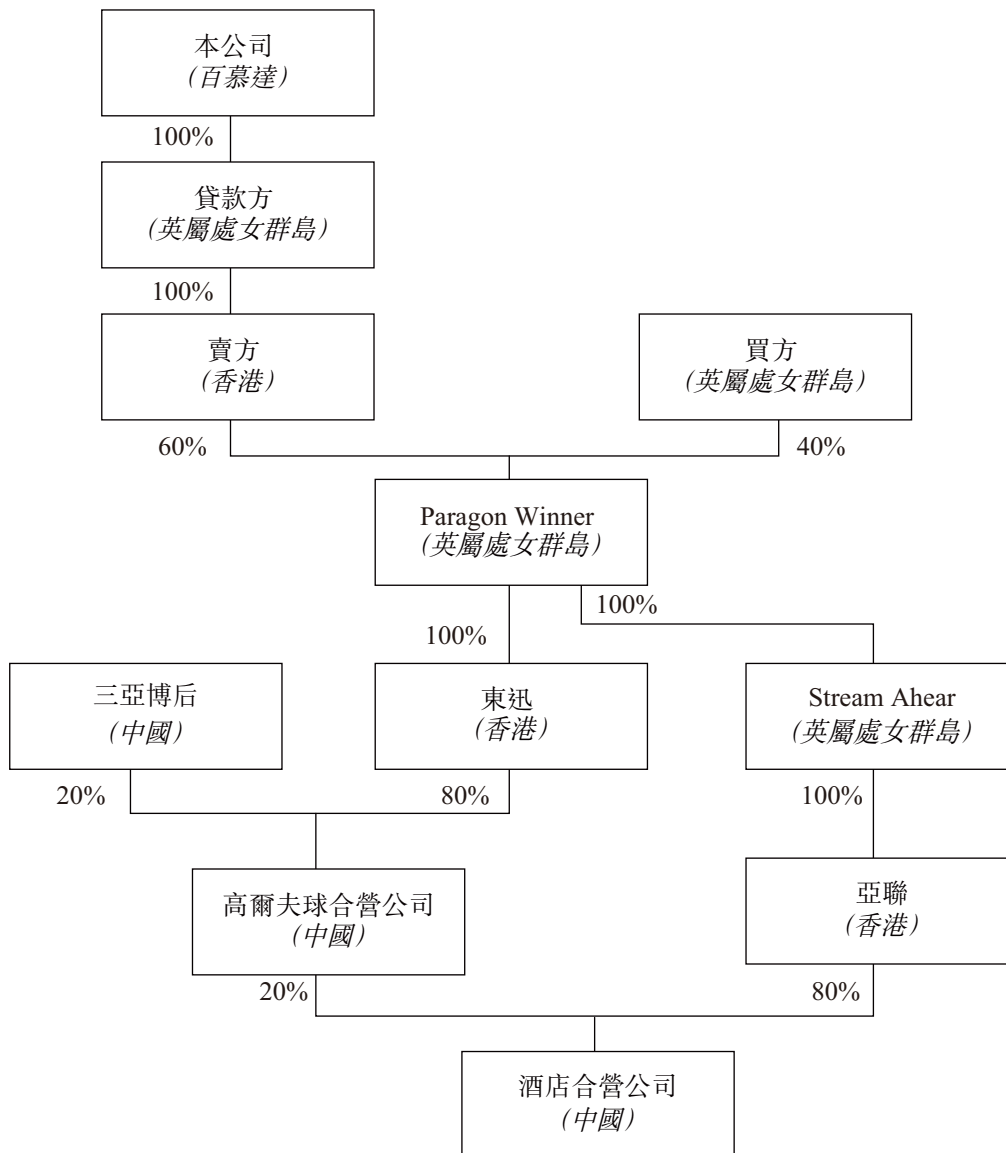 本公司
（百慕達）
100%
貸款方
（英屬處女群島）
100%
賣方
（香港）
買方
（英屬處女群島）
60%
40%
Paragon Winner
（英屬處女群島）
100%
100%
三亞博后
（中國）
東迅
（香港）
Stream Ahear
（英屬處女群島）
20%
80%
100%
高爾夫球合營公司
（中國）
亞聯
（香港）
20%
80%
酒店合營公司
（中國）